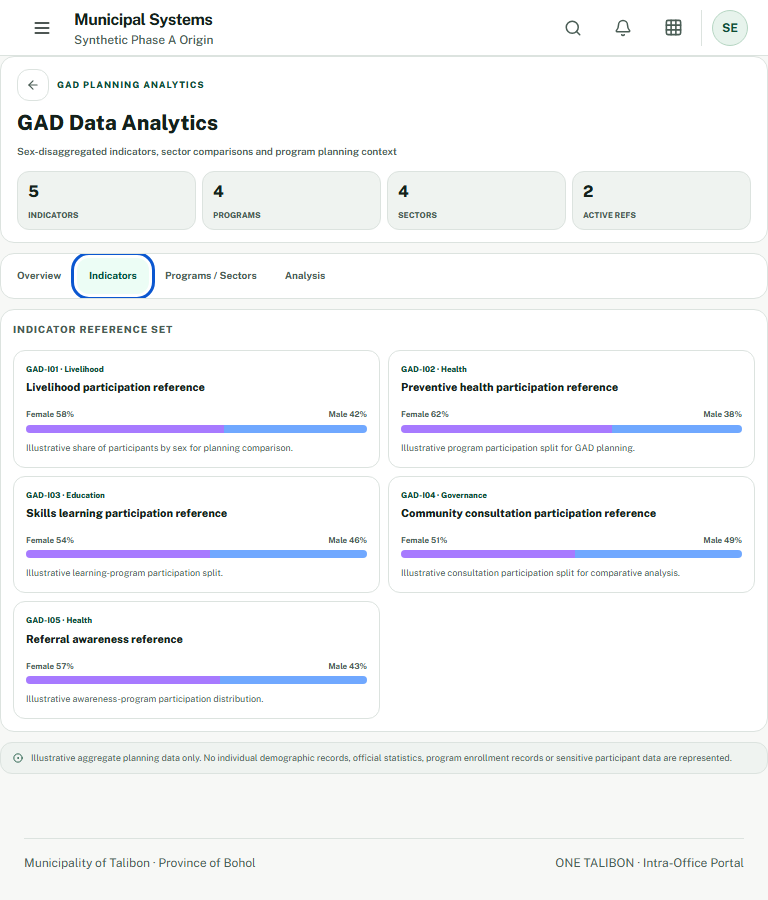 Municipal Systems
Synthetic Phase A Origin
SE
GAD PLANNING ANALYTICS
GAD Data Analytics
Sex-disaggregated indicators, sector comparisons and program planning context
5
INDICATORS
4
PROGRAMS
4
SECTORS
2
ACTIVE REFS
Overview
Indicators
Programs / Sectors
Analysis
INDICATOR REFERENCE SET
GAD-I01 · Livelihood
Livelihood participation reference
Female 58%
Male 42%
Illustrative share of participants by sex for planning comparison.
GAD-I02 · Health
Preventive health participation reference
Female 62%
Male 38%
Illustrative program participation split for GAD planning.
GAD-I03 · Education
Skills learning participation reference
Female 54%
Male 46%
Illustrative learning-program participation split.
GAD-I04 · Governance
Community consultation participation reference
Female 51%
Male 49%
Illustrative consultation participation split for comparative analysis.
GAD-I05 · Health
Referral awareness reference
Female 57%
Male 43%
Illustrative awareness-program participation distribution.
Illustrative aggregate planning data only. No individual demographic records, official statistics, program enrollment records or sensitive participant data are represented.
Municipality of Talibon · Province of Bohol
ONE TALIBON · Intra-Office Portal